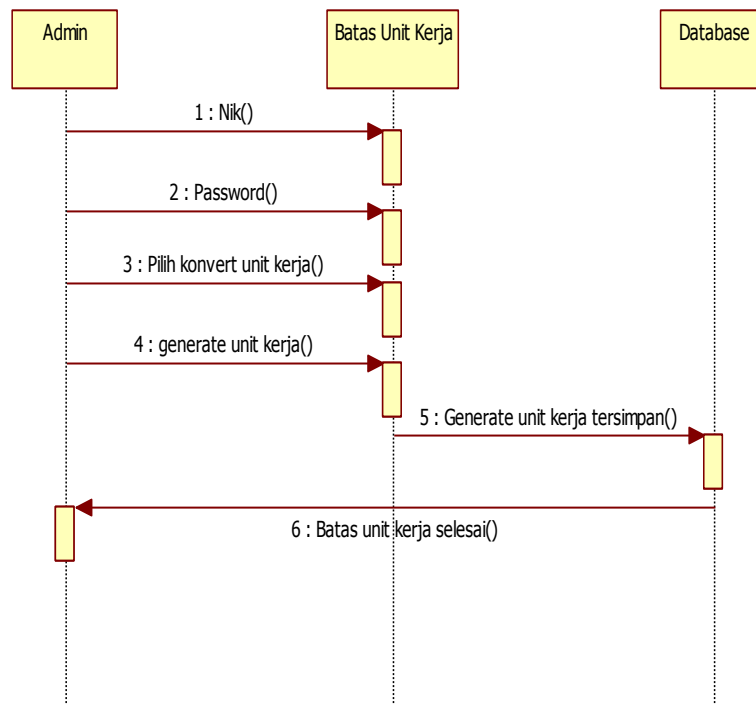 Admin
Batas Unit Kerja
Database
1 : Nik()
2 : Password()
3 : Pilih konvert unit kerja()
4 : generate unit kerja()
5 : Generate unit kerja tersimpan()
6 : Batas unit kerja selesai()